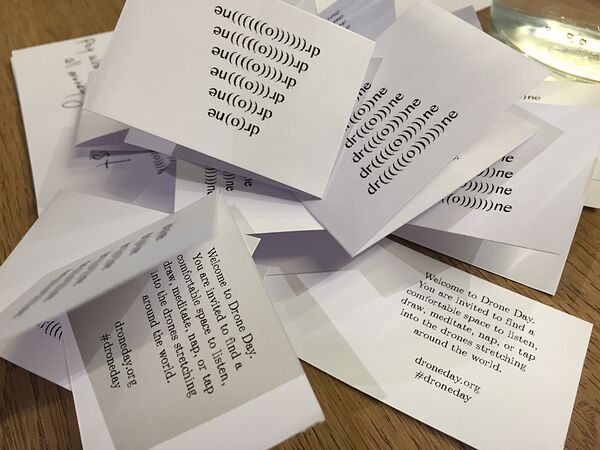 dr(o)ne
dr((o))ne
dr(((o)))ne
dr((((o))))ne
dr(((((o)))))ne
dr((((((o))))))ne
dr((o))ne
dr(((o)))ne
dr((((o))))ne
dr(((((o)))))ne
dr((((((o))))))ne
ne
Welcome to Drone Day.
You are invited to find a
comfortable space to listen,
draw, meditate, nap, or tap
into the drones stretching
around the world.
droneday.org
#droneday
Welcome to Drone Day.
You are invited to find a
comfortable space to listen,
draw, meditate, nap, or tap
into the drones stretching
around the world.
droneday.org
#droneday